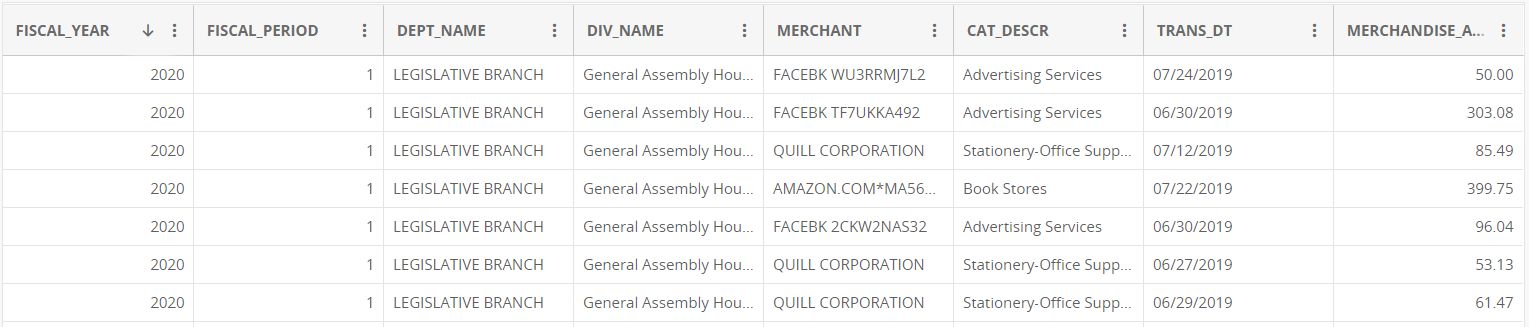 FISCAL_YEAR FISCAL_PERIOD DEPT_NAME DIV_NAME MERCHANT CAT_DESCR TRANS_DT MERCHANDISE_A...
2020 1 LEGISLATIVE BRANCH General Assembly Hou... FACEBK WU3RRMJ7L2 Advertising Services 07/24/2019 50.00
2020 1 LEGISLATIVE BRANCH General Assembly Hou... FACEBK TF7UKKA492 Advertising Services 06/30/2019 303.08
2020 1 LEGISLATIVE BRANCH General Assembly Hou... QUILL CORPORATION Stationery-Office Supp... 07/12/2019 85.49
2020 1 LEGISLATIVE BRANCH General Assembly Hou... AMAZON.COM*MA56... Book Stores 07/22/2019 399.75
2020 1 LEGISLATIVE BRANCH General Assembly Hou... FACEBK 2CKW2NAS32 Advertising Services 06/30/2019 96.04
2020 1 LEGISLATIVE BRANCH General Assembly Hou... QUILL CORPORATION Stationery-Office Supp... 06/27/2019 53.13
2020 1 LEGISLATIVE BRANCH General Assembly Hou... QUILL CORPORATION Stationery-Office Supp... 06/29/2019 61.47